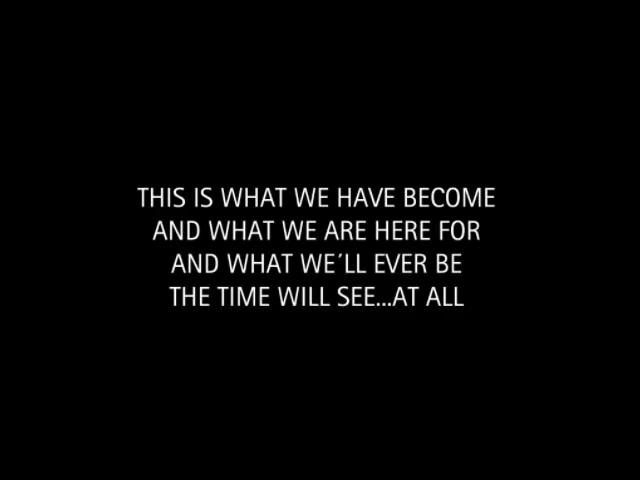 THIS IS WHAT WE HAVE BECOME
AND WHAT WE ARE HERE FOR
AND WHAT WE´LL EVER BE
THE TIME WILL SEE...AT ALL